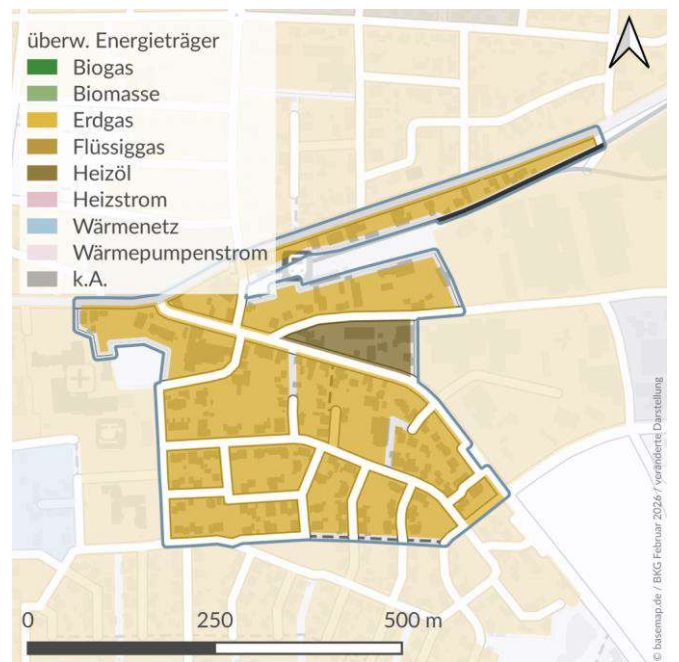 überw. Energieträger
Biogas
Biomasse
Erdgas
Flüssiggas
Heizöl
Heizstrom
Wärmenetz
Wärmepumpenstrom
k.A.
0 250 500 m
© basemap.de / BKG Februar 2026 / veränderte Darstellung